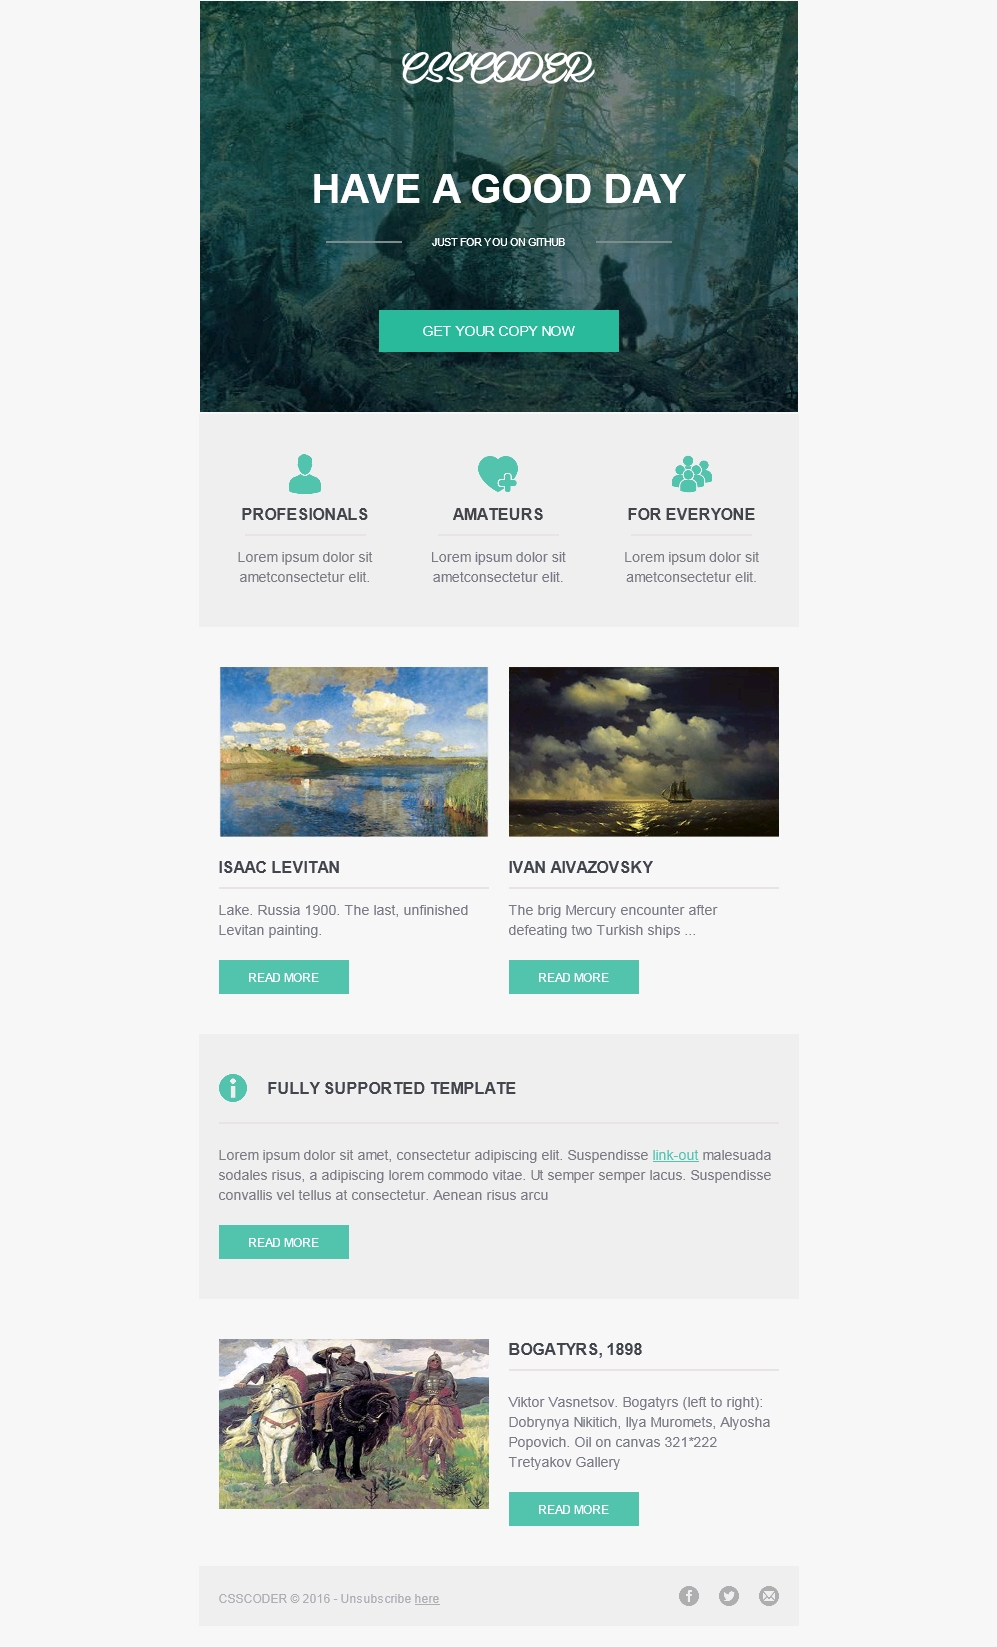 CSSCODER
HAVE A GOOD DAY
JUST FOR YOU ON GITHUB
GET YOUR COPY NOW
PROFESIONALS
Lorem ipsum dolor sit
ametconsectetur elit.
AMATEURS
Lorem ipsum dolor sit
ametconsectetur elit.
FOR EVERYONE
Lorem ipsum dolor sit
ametconsectetur elit.
ISAAC LEVITAN
Lake. Russia 1900. The last, unfinished
Levitan painting.
READ MORE
IVAN AIVAZOVSKY
The brig Mercury encounter after
defeating two Turkish ships ...
READ MORE
FULLY SUPPORTED TEMPLATE
Lorem ipsum dolor sit amet, consectetur adipiscing elit. Suspendisse link-out malesuada
sodales risus, a adipiscing lorem commodo vitae. Ut semper semper lacus. Suspendisse
convallis vel tellus at consectetur. Aenean risus arcu
READ MORE
BOGATYRS, 1898
Viktor Vasnetsov. Bogatyrs (left to right):
Dobrynya Nikitich, Ilya Muromets, Alyosha
Popovich. Oil on canvas 321*222
Tretyakov Gallery
READ MORE
CSSCODER © 2016 - Unsubscribe here